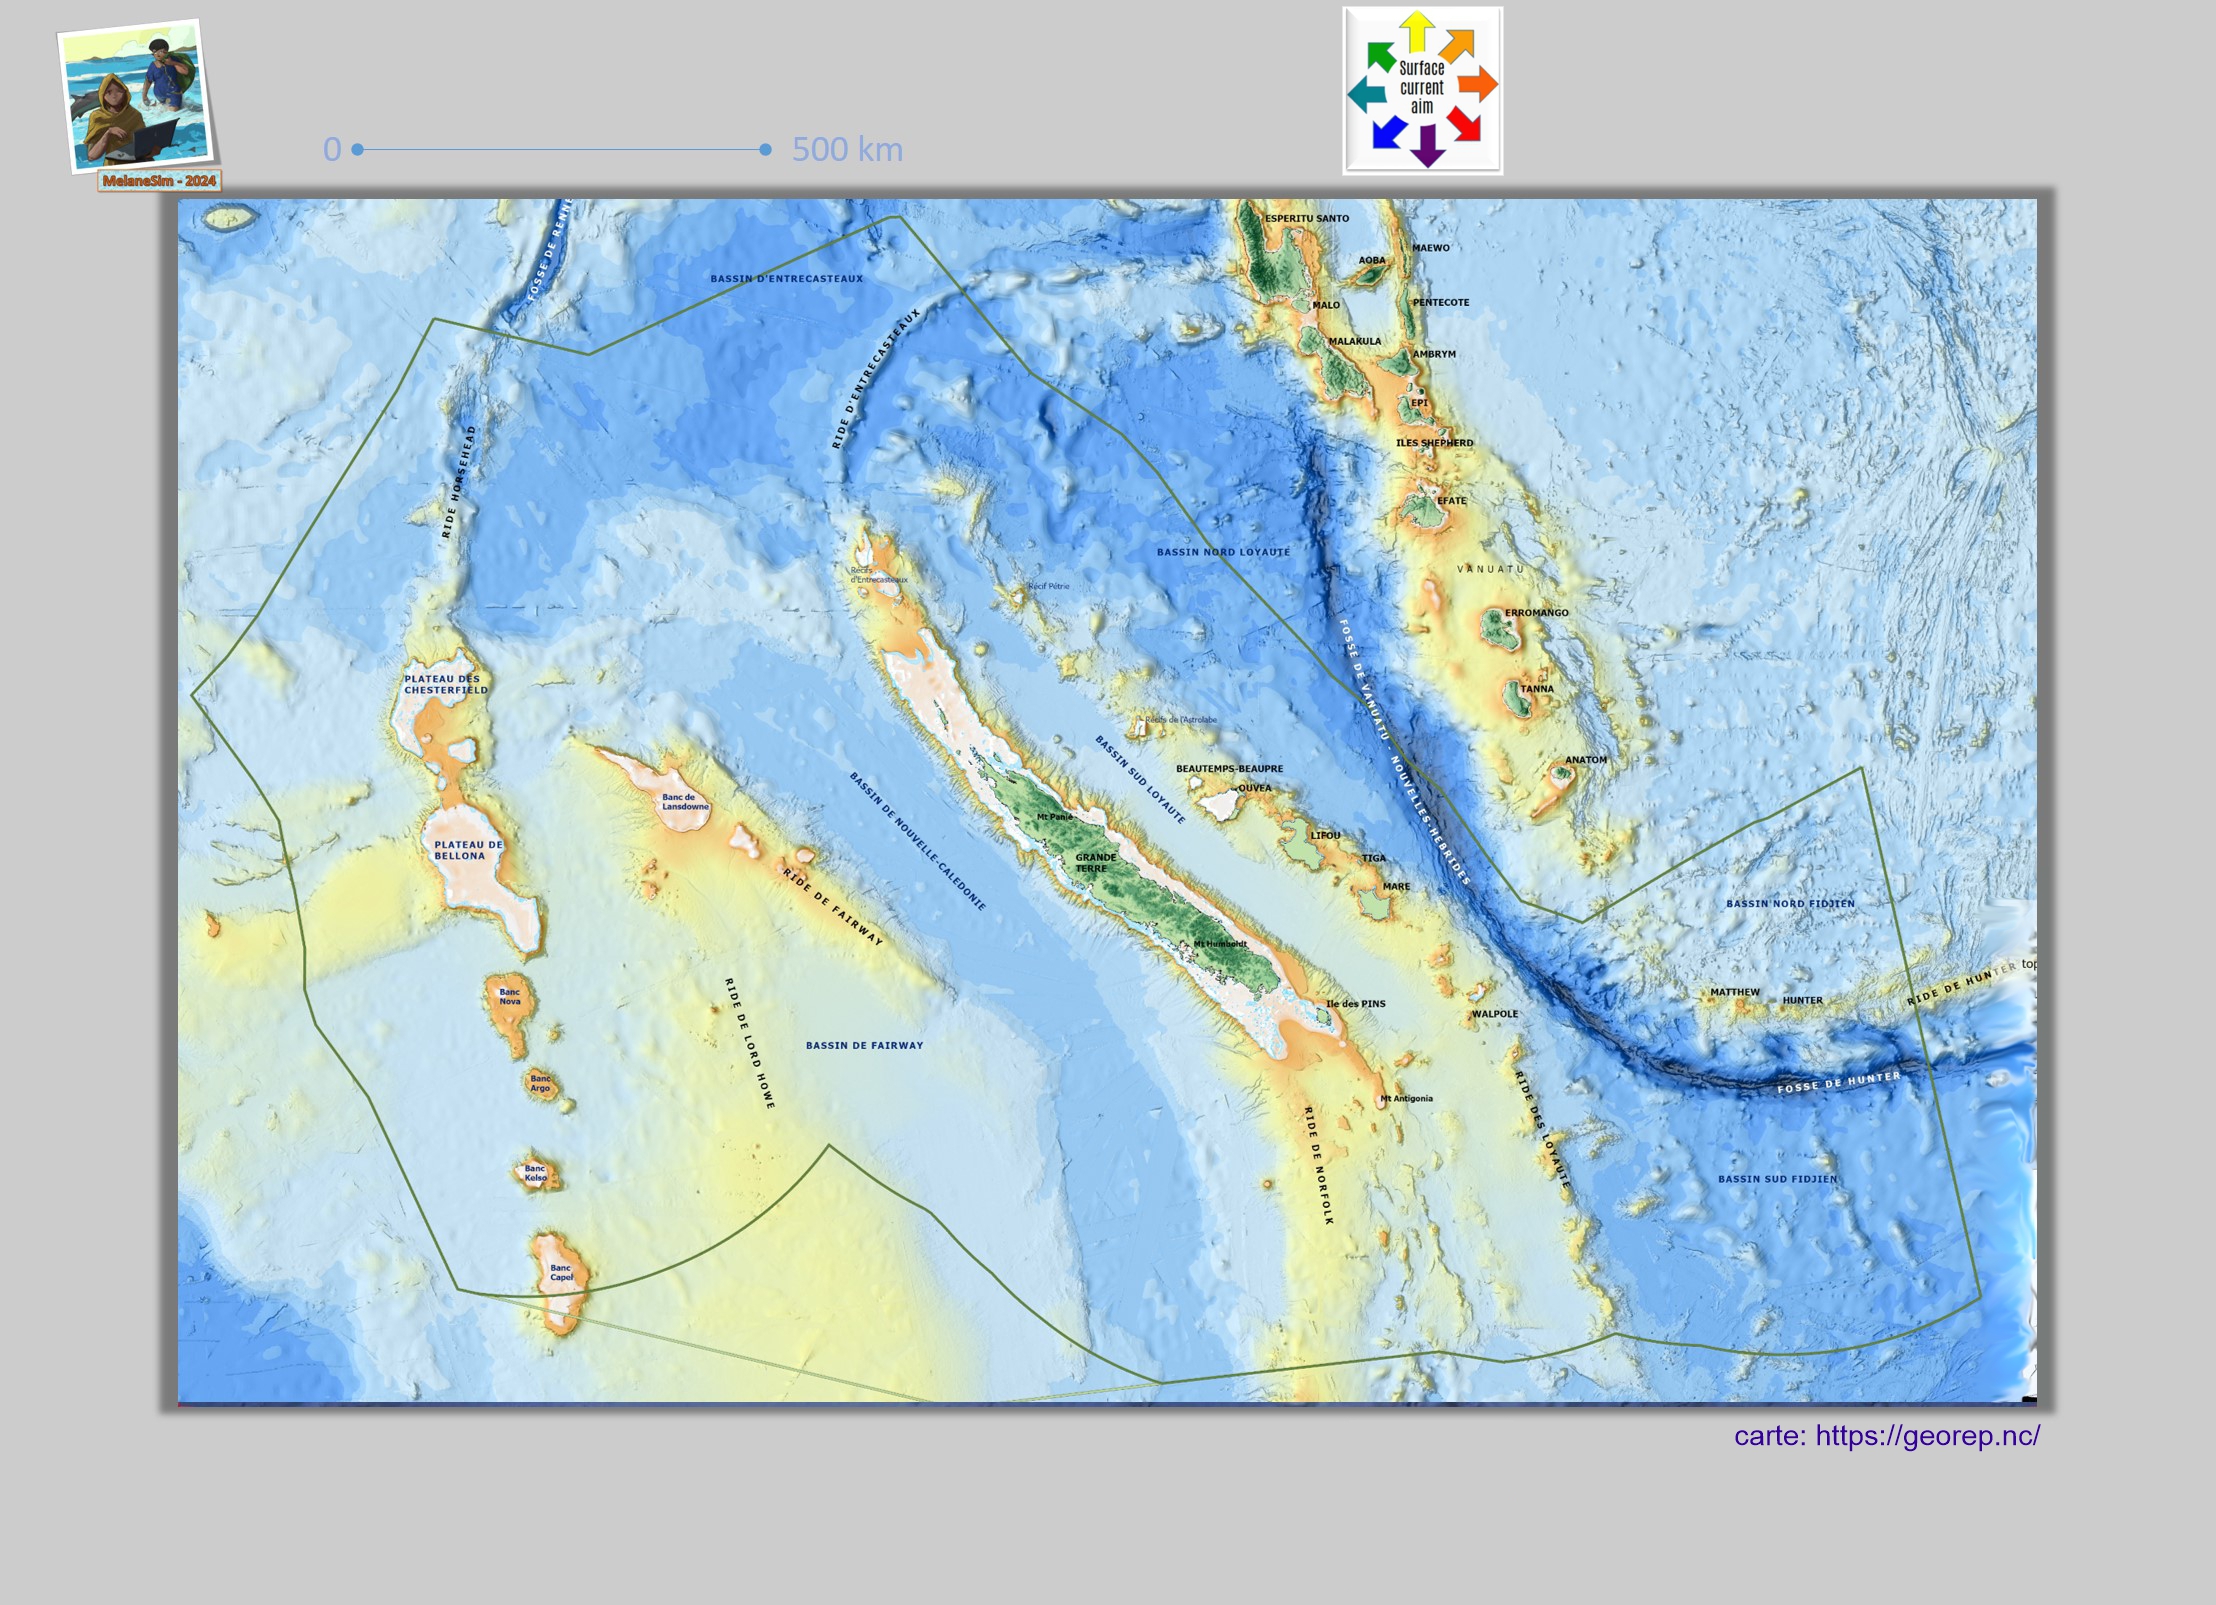 Surface
current
aim
0
500 km
MelaneSim - 2024
FOSSE DE RENNE
ESPERITU SANTO
MAEWO
AOBA
BASSIN D'ENTRECASTEAUX
PENTECOTE
MALO
MALAKULA
AMBRYM
RIDE D'ENTRECASTEAUX
EPI
ILES SHEPHERD
RIDE HORSEHEAD
EFATE
BASSIN NORD LOYAUTE
VANUATU
Récifs
d'Entrecasteaux
Récif Pétrie
ERROMANGO
FOSSE DE VANUATU - NOUVELLES-HEBRIDES
PLATEAU DES
CHESTERFIELD
TANNA
Récifs de l'Astrolabe
BASSIN SUD LOYAUTE
ANATOM
BEAUTEMPS-BEAUPRE
OUVEA
BASSIN DE NOUVELLE-CALEDONIE
Banc de
Lansdowne
Mt Panié
LIFOU
PLATEAU DE
BELLONA
GRANDE
TERRE
TIGA
MARE
RIDE DE FAIRWAY
BASSIN NORD FIDJIEN
Mt Humboldt
RIDE DE HUNTER
top
Banc
Nova
MATTHEW
HUNTER
Ile des PINS
WALPOLE
RIDE DE LORD HOWE
BASSIN DE FAIRWAY
Banc
Argo
FOSSE DE HUNTER
Mt Antigonia
RIDE DES LOYAUTE
RIDE DE NORFOLK
Banc
Kelso
BASSIN SUD FIDJIEN
Banc
Capel
carte: https://georep.nc/